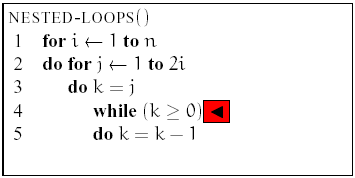 NESTED-LOOPS()
1 for i ← 1 to n
2 do for j ← 1 to 2i
3 do k = j
4 while (k ≥ 0) ◀
5 do k = k − 1